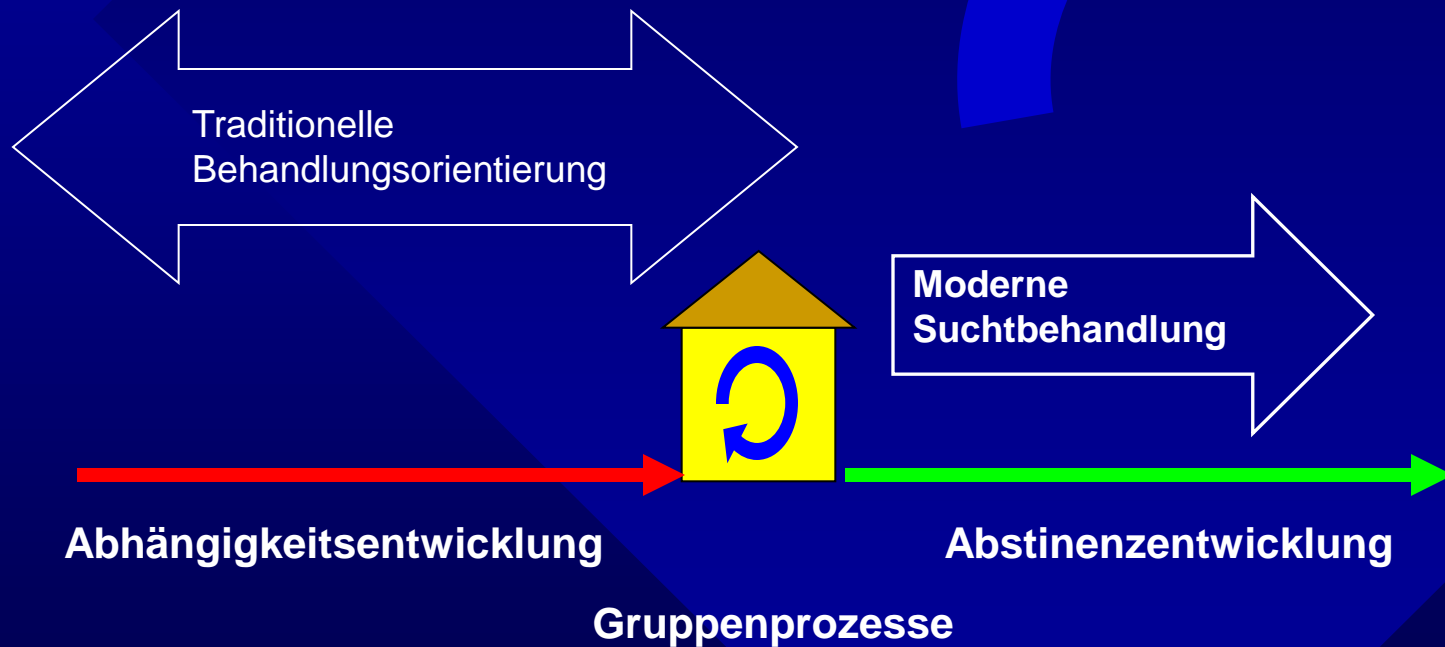 Traditionelle
Behandlungsorientierung
Moderne
Suchtbehandlung
Abhängigkeitsentwicklung
Abstinenzentwicklung
Gruppenprozesse